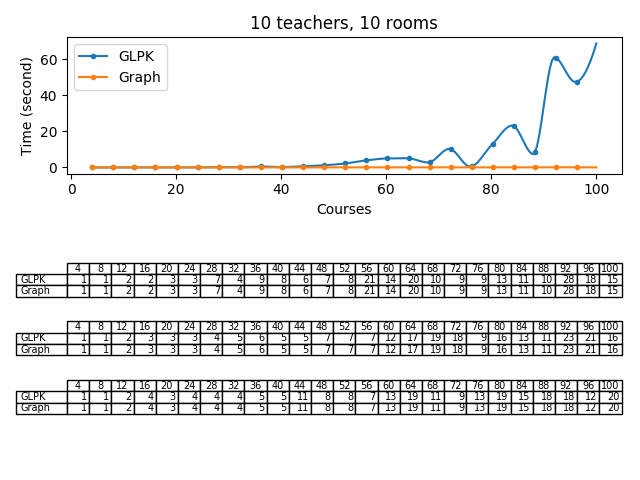 10 teachers, 10 rooms
GLPK
Graph
Time (second)
60
40
20
0
0 20 40 60 80 100
Courses
4 8 12 16 20 24 28 32 36 40 44 48 52 56 60 64 68 72 76 80 84 88 92 96 100
GLPK 1 1 2 2 3 3 7 4 9 8 6 7 8 21 14 20 10 9 9 13 11 10 28 18 15
Graph 1 1 2 2 3 3 7 4 9 8 6 7 8 21 14 20 10 9 9 13 11 10 28 18 15
4 8 12 16 20 24 28 32 36 40 44 48 52 56 60 64 68 72 76 80 84 88 92 96 100
GLPK 1 1 2 3 3 3 4 5 6 5 5 7 7 7 12 17 19 18 9 16 13 11 23 21 16
Graph 1 1 2 3 3 3 4 5 6 5 5 7 7 7 12 17 19 18 9 16 13 11 23 21 16
4 8 12 16 20 24 28 32 36 40 44 48 52 56 60 64 68 72 76 80 84 88 92 96 100
GLPK 1 1 2 4 3 4 4 4 5 5 11 8 8 7 13 19 11 9 13 19 15 18 18 12 20
Graph 1 1 2 4 3 4 4 4 5 5 11 8 8 7 13 19 11 9 13 19 15 18 18 12 20